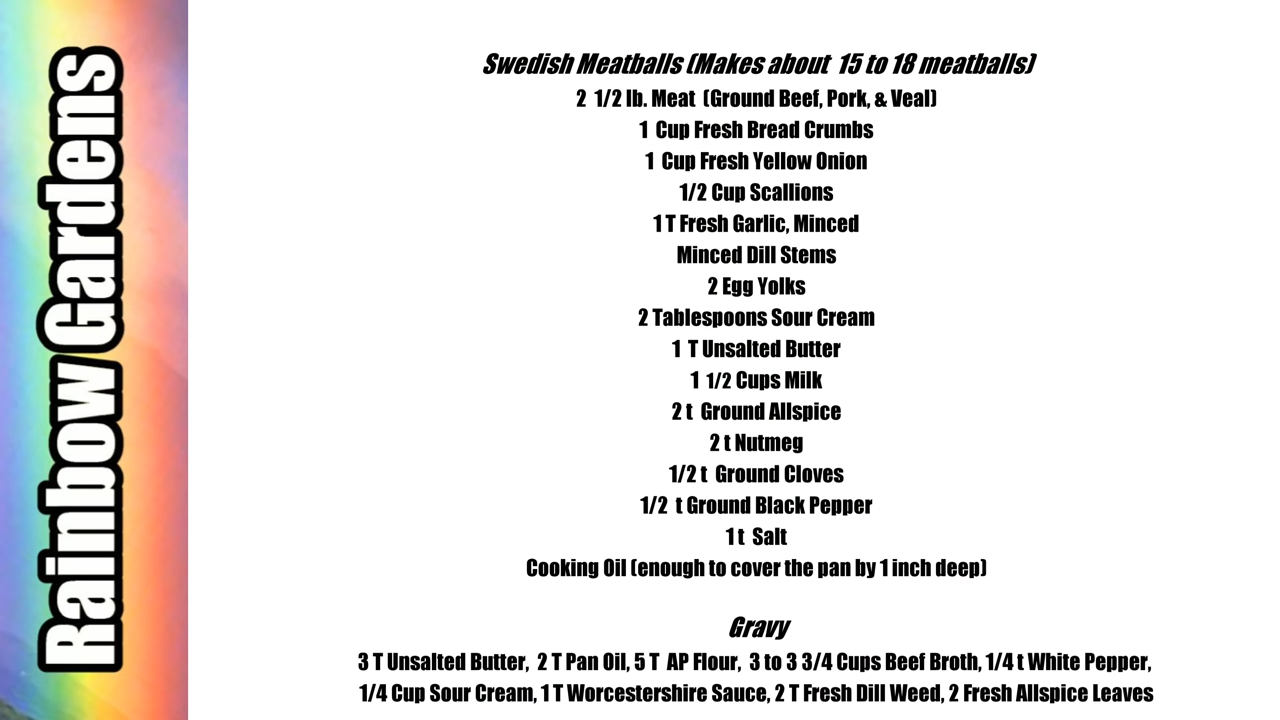 Rainbow Gardens
Swedish Meatballs (Makes about 15 to 18 meatballs)
2 1/2 lb. Meat (Ground Beef, Pork, & Veal)
1 Cup Fresh Bread Crumbs
1 Cup Fresh Yellow Onion
1/2 Cup Scallions
1 T Fresh Garlic, Minced
Minced Dill Stems
2 Egg Yolks
2 Tablespoons Sour Cream
1 T Unsalted Butter
1 1/2 Cups Milk
2 t Ground Allspice
2 t Nutmeg
1/2 t Ground Cloves
1/2 t Ground Black Pepper
1 t Salt
Cooking Oil (enough to cover the pan by 1 inch deep)
Gravy
3 T Unsalted Butter, 2 T Pan Oil, 5 T AP Flour, 3 to 3 3/4 Cups Beef Broth, 1/4 t White Pepper,
1/4 Cup Sour Cream, 1 T Worcestershire Sauce, 2 T Fresh Dill Weed, 2 Fresh Allspice Leaves